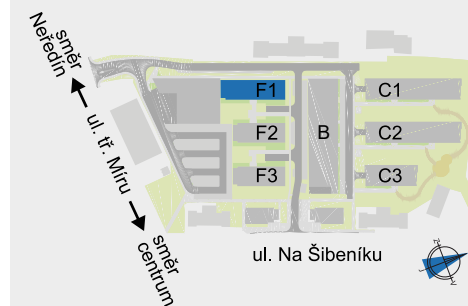 směr
Neředín
ul. tř. Míru
směr
centrum
F1
F2
F3
B
C1
C2
C3
ul. Na Šibeníku